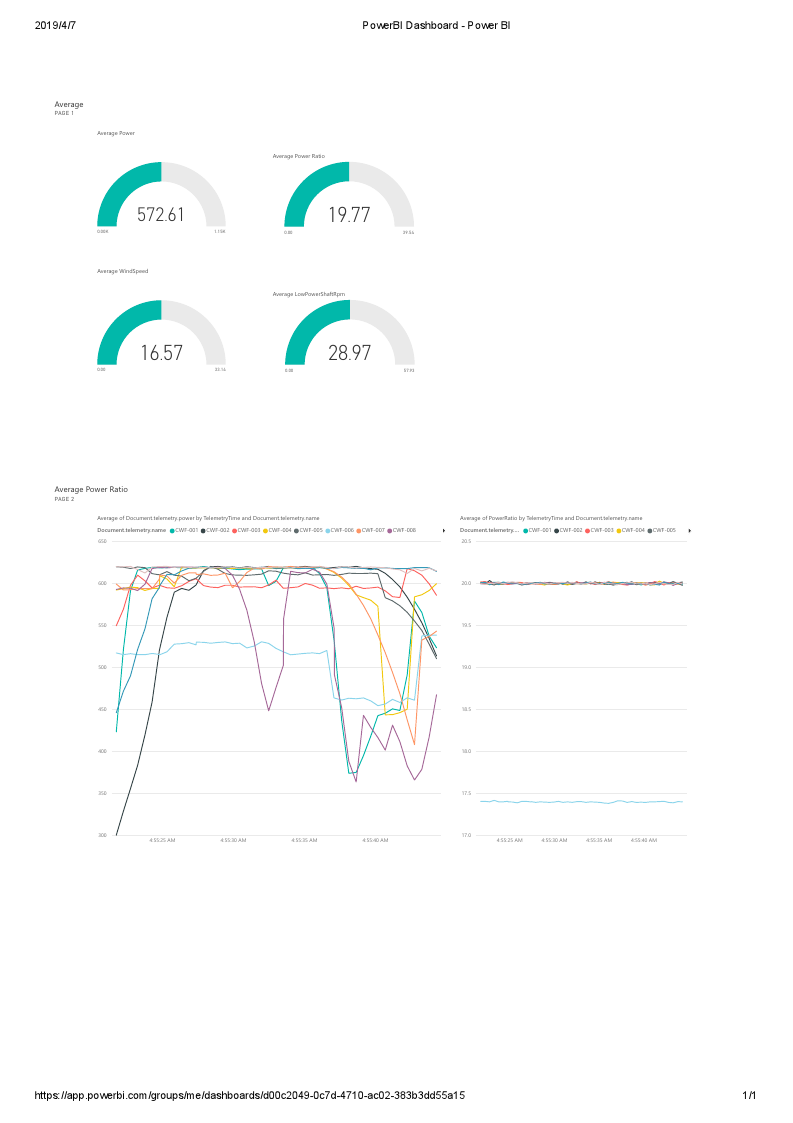 2019/4/7 PowerBI Dashboard - Power BI
Average
PAGE 1
Average Power
572.61
0.00K 1.15K
Average Power Ratio
19.77
0.00 39.54
Average WindSpeed
16.57
0.00 33.14
Average LowPowerShaftRpm
28.97
0.00 57.93
Average Power Ratio
PAGE 2
Average of Document.telemetry.power by TelemetryTime and Document.telemetry.name
Document.telemetry.name CWF-001 CWF-002 CWF-003 CWF-004 CWF-005 CWF-006 CWF-007 CWF-008
650
600
550
500
450
400
350
300
4:55:25 AM 4:55:30 AM 4:55:35 AM 4:55:40 AM
Average of PowerRatio by TelemetryTime and Document.telemetry.name
Document.telemetry.... CWF-001 CWF-002 CWF-003 CWF-004 CWF-005
20.5
20.0
19.5
19.0
18.5
18.0
17.5
17.0
4:55:25 AM 4:55:30 AM 4:55:35 AM 4:55:40 AM
https://app.powerbi.com/groups/me/dashboards/d00c2049-0c7d-4710-ac02-383b3dd55a15 1/1